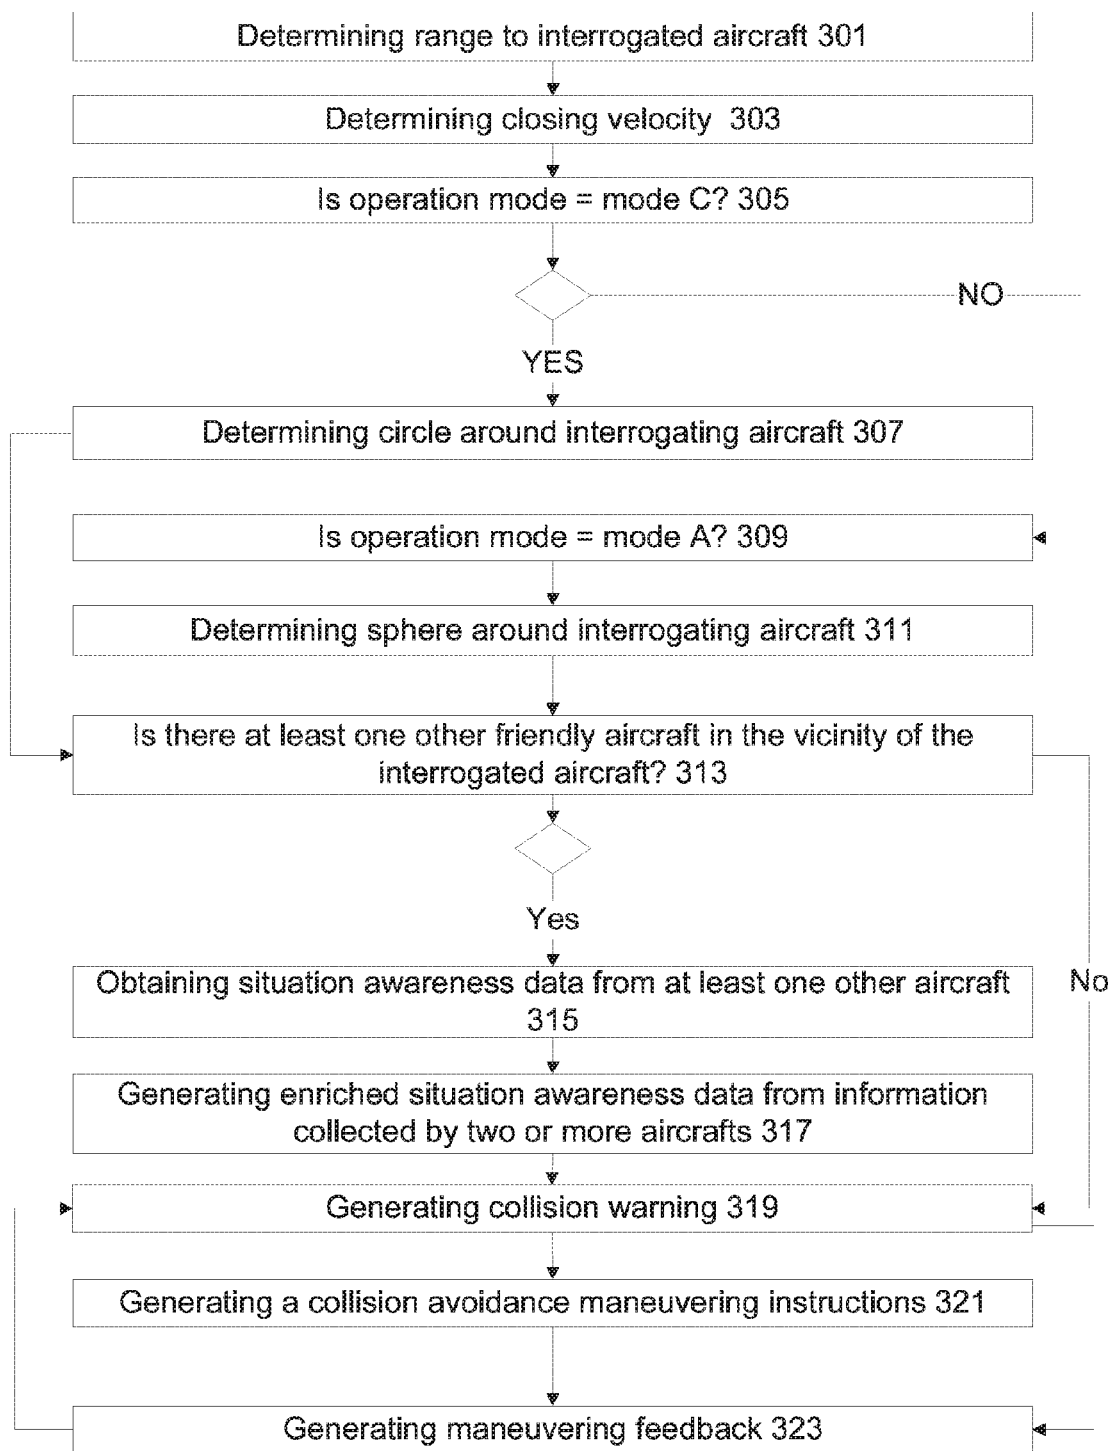 Determining range to interrogated aircraft 301
Determining closing velocity 303
Is operation mode = mode C? 305
NO
YES
Determining circle around interrogating aircraft 307
Is operation mode = mode A? 309
Determining sphere around interrogating aircraft 311
Is there at least one other friendly aircraft in the vicinity of the
interrogated aircraft? 313
Yes
Obtaining situation awareness data from at least one other aircraft
315
No
Generating enriched situation awareness data from information
collected by two or more aircrafts 317
Generating collision warning 319
Generating a collision avoidance maneuvering instructions 321
Generating maneuvering feedback 323